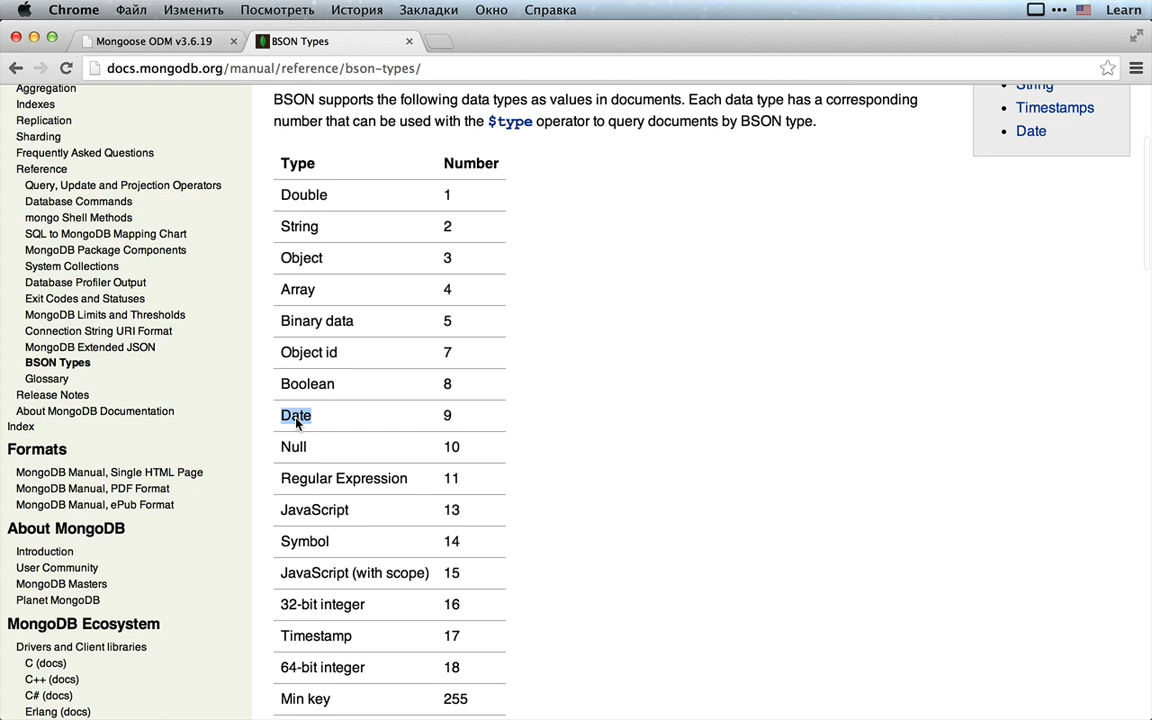 Chrome Файл Изменить Посмотреть История Закладки Окно Справка Learn
Mongoose ODM v3.6.19
BSON Types
docs.mongodb.org/manual/reference/bson-types/
Aggregation
Indexes
Replication
Sharding
Frequently Asked Questions
Reference
Query, Update and Projection Operators
Database Commands
mongo Shell Methods
SQL to MongoDB Mapping Chart
MongoDB Package Components
System Collections
Database Profiler Output
Exit Codes and Statuses
MongoDB Limits and Thresholds
Connection String URI Format
MongoDB Extended JSON
BSON Types
Glossary
Release Notes
About MongoDB Documentation
Index
Formats
MongoDB Manual, Single HTML Page
MongoDB Manual, PDF Format
MongoDB Manual, ePub Format
About MongoDB
Introduction
User Community
MongoDB Masters
Planet MongoDB
MongoDB Ecosystem
Drivers and Client libraries
C (docs)
C++ (docs)
C# (docs)
Erlang (docs)
BSON supports the following data types as values in documents. Each data type has a corresponding
number that can be used with the $type operator to query documents by BSON type.
Type Number
Double 1
String 2
Object 3
Array 4
Binary data 5
Object id 7
Boolean 8
Date 9
Null 10
Regular Expression 11
JavaScript 13
Symbol 14
JavaScript (with scope) 15
32-bit integer 16
Timestamp 17
64-bit integer 18
Min key 255
String
Timestamps
Date